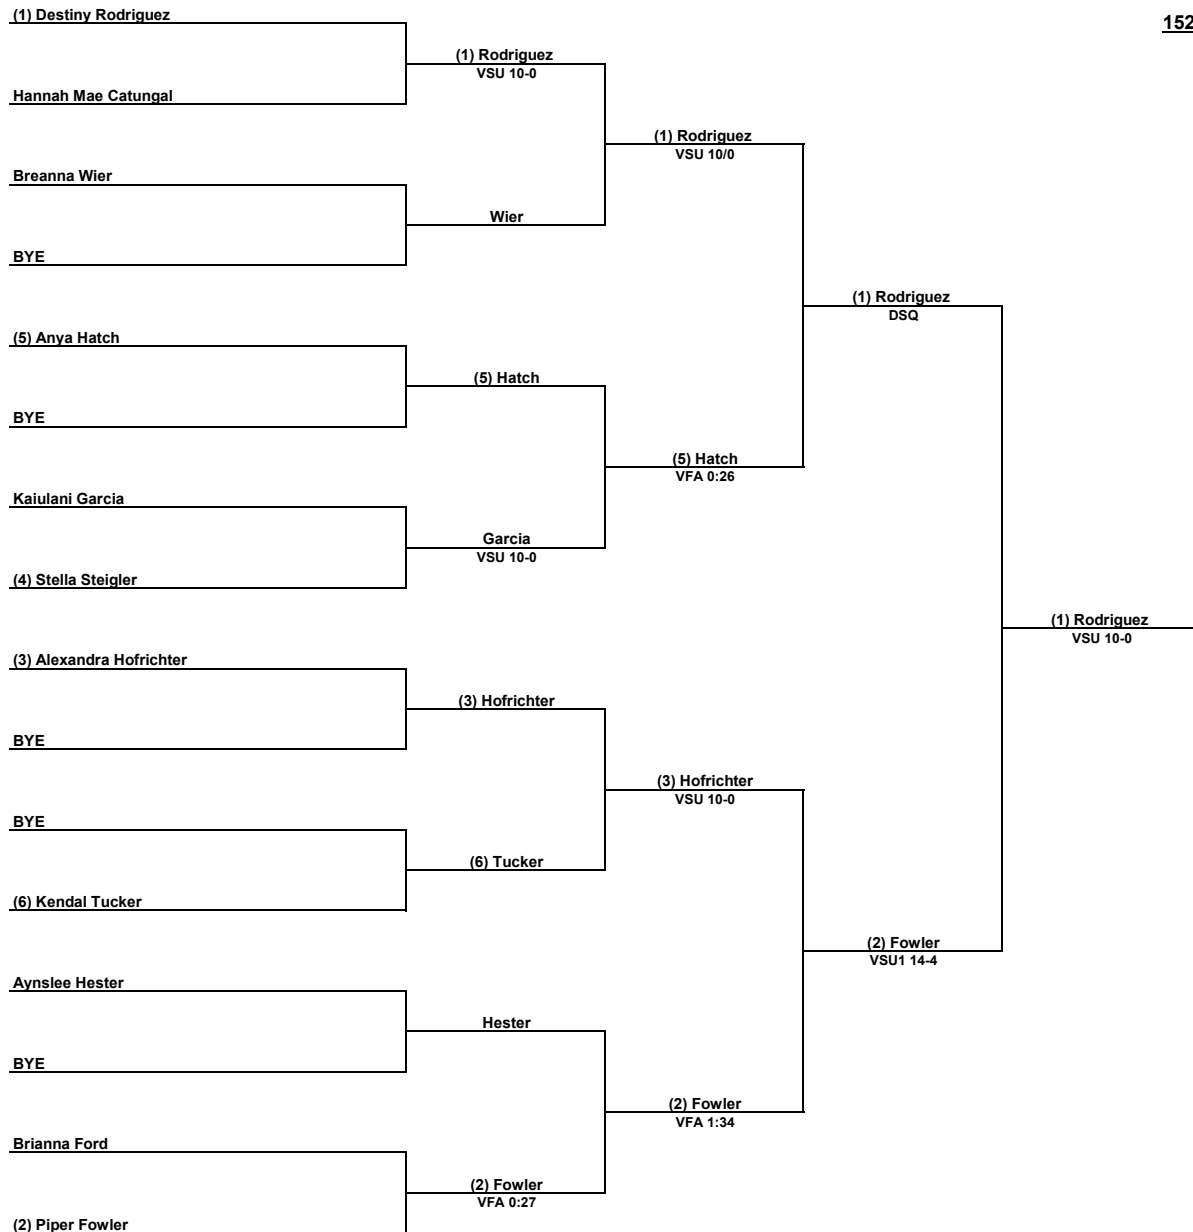 (1) Destiny Rodriguez
152
(1) Rodriguez
VSU 10-0
Hannah Mae Catungal
(1) Rodriguez
VSU 10/0
Breanna Wier
Wier
BYE
(1) Rodriguez
DSQ
(5) Anya Hatch
(5) Hatch
BYE
(5) Hatch
VFA 0:26
Kaiulani Garcia
Garcia
VSU 10-0
(4) Stella Steigler
(1) Rodriguez
VSU 10-0
(3) Alexandra Hofrichter
(3) Hofrichter
BYE
(3) Hofrichter
VSU 10-0
BYE
(6) Tucker
(6) Kendal Tucker
(2) Fowler
VSU1 14-4
Aynslee Hester
Hester
BYE
(2) Fowler
VFA 1:34
Brianna Ford
(2) Fowler
VFA 0:27
(2) Piper Fowler